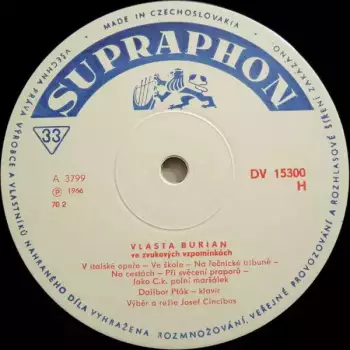 MADE IN CZECHOSLOVAKIA
SUPRAPHON
33
A 3799
℗ 1966
70 2
DV 15300
H
VLASTA BURIAN
ve zvukových vzpomínkách
V italské opeře – Ve škole – Na řečnické tribuně –
Na cestách – Při svěcení praporů –
Jako C.k. polní maršálek
Dalibor Pták – klavír
Výběr a režie Josef Cincibus
VŠECHNA PRÁVA VÝROBCE A VLASTNÍKŮ NAHRANÉHO DÍLA VYHRAŽENA. ROZMNOŽOVÁNÍ, VEŘEJNÉ PROVOZOVÁNÍ A ROZHLASOVÉ ŠÍŘENÍ ZAKÁZÁNO